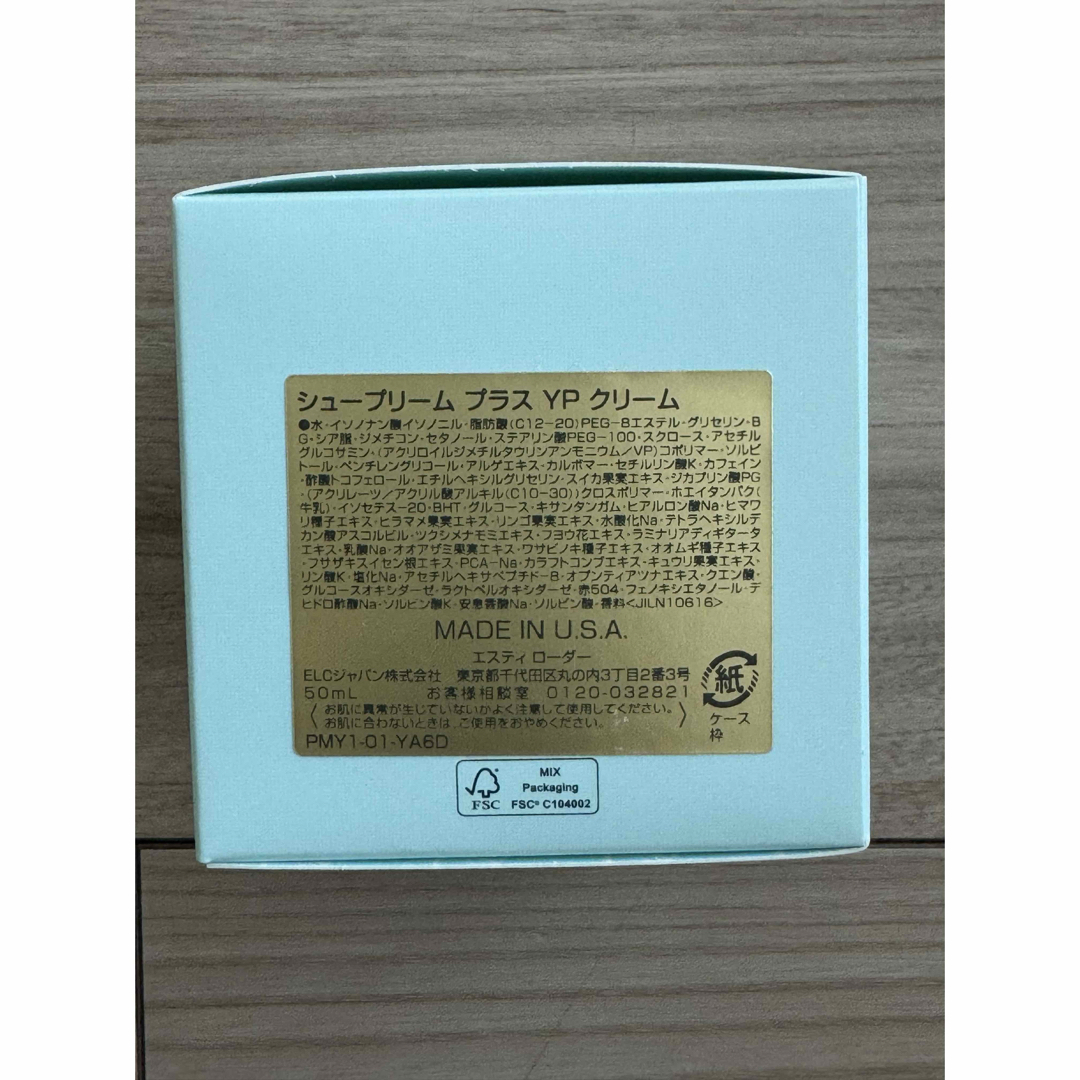 シュープリーム プラス YP クリーム
●水・イソノナン酸イソノニル・脂肪酸(C12-20)PEG-8エステル・グリセリン・B
G・シア脂・ジメチコン・セタノール・ステアリン酸PEG-100・スクロース・アセチル
グルコサミン・(アクリロイルジメチルタウリンアンモニウム/VP)コポリマー・ソルビ
トール・ペンチレングリコール・アルゲエキス・カルボマー・セチルリン酸K・カフェイン
・酢酸トコフェロール・エチルヘキシルグリセリン・スイカ果実エキス・ジカプリン酸PG
・(アクリレーツ/アクリル酸アルキル(C10-30))クロスポリマー・ホエイタンパク(
牛乳)・イソセテス-20・BHT・グルコース・キサンタンガム・ヒアルロン酸Na・ヒマワ
リ種子エキス・ヒラマメ果実エキス・リンゴ果実エキス・水酸化Na・テトラヘキシルデ
カン酸アスコルビル・ツクシメナモミエキス・フヨウ花エキス・ラミナリアディギタータ
エキス・乳酸Na・オオアザミ果実エキス・ワサビノキ種子エキス・オオムギ種子エキス
・フサザキスイセン根エキス・PCA-Na・カラフトコンブエキス・キュウリ果実エキス・
リン酸K・塩化Na・アセチルヘキサペプチド-8・オプンティアツナエキス・クエン酸・
グルコースオキシダーゼ・ラクトペルオキシダーゼ・赤504・フェノキシエタノール・デ
ヒドロ酢酸Na・ソルビン酸K・安息香酸Na・ソルビン酸・香料<JILN10616>
MADE IN U.S.A.
エスティ ローダー
ELCジャパン株式会社 東京都千代田区丸の内3丁目2番3号
50mL お客様相談室 0120-032821
お肌に異常が生じていないかよく注意して使用してください。
お肌に合わないときは、ご使用をおやめください。
PMY1-01-YA6D
紙
ケース
枠
FSC
MIX
Packaging
FSC® C104002